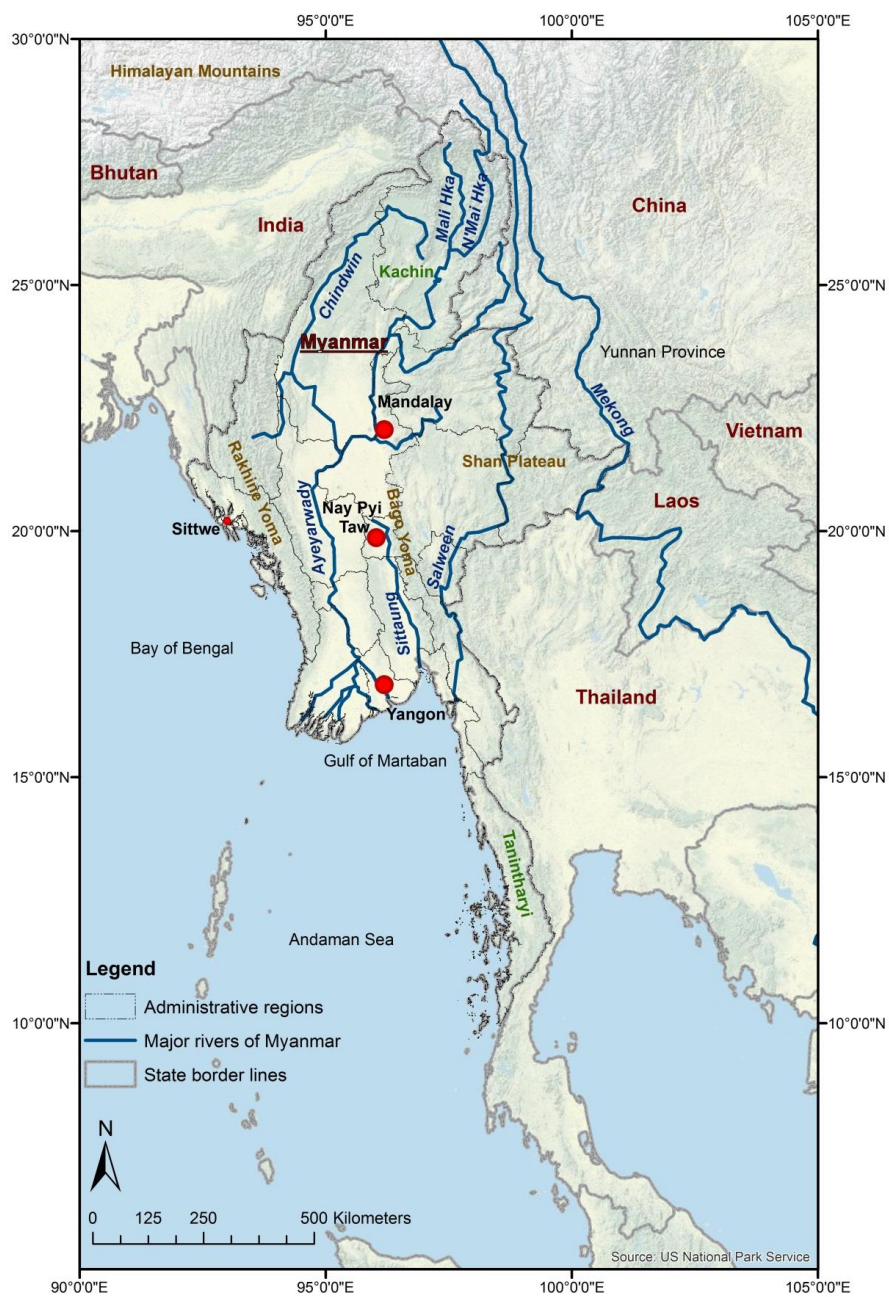 95°0'0"E
100°0'0"E
105°0'0"E
30°0'0"N
Himalayan Mountains
Bhutan
India
China
Mali Hka
N'Mai Hka
25°0'0"N
25°0'0"N
Kachin
Chindwin
Myanmar
Yunnan Province
Mandalay
Mekong
Vietnam
Shan Plateau
Rakhine Yoma
Laos
Ayeyarwady
Nay Pyi
Taw
Bago Yoma
20°0'0"N
20°0'0"N
Sittwe
Salween
Sittaung
Bay of Bengal
Thailand
Yangon
Gulf of Martaban
15°0'0"N
15°0'0"N
Tanintharyi
Andaman Sea
Legend
Administrative regions
10°0'0"N
10°0'0"N
Major rivers of Myanmar
State border lines
N
0 125 250 500 Kilometers
Source: US National Park Service
90°0'0"E
95°0'0"E
100°0'0"E
105°0'0"E